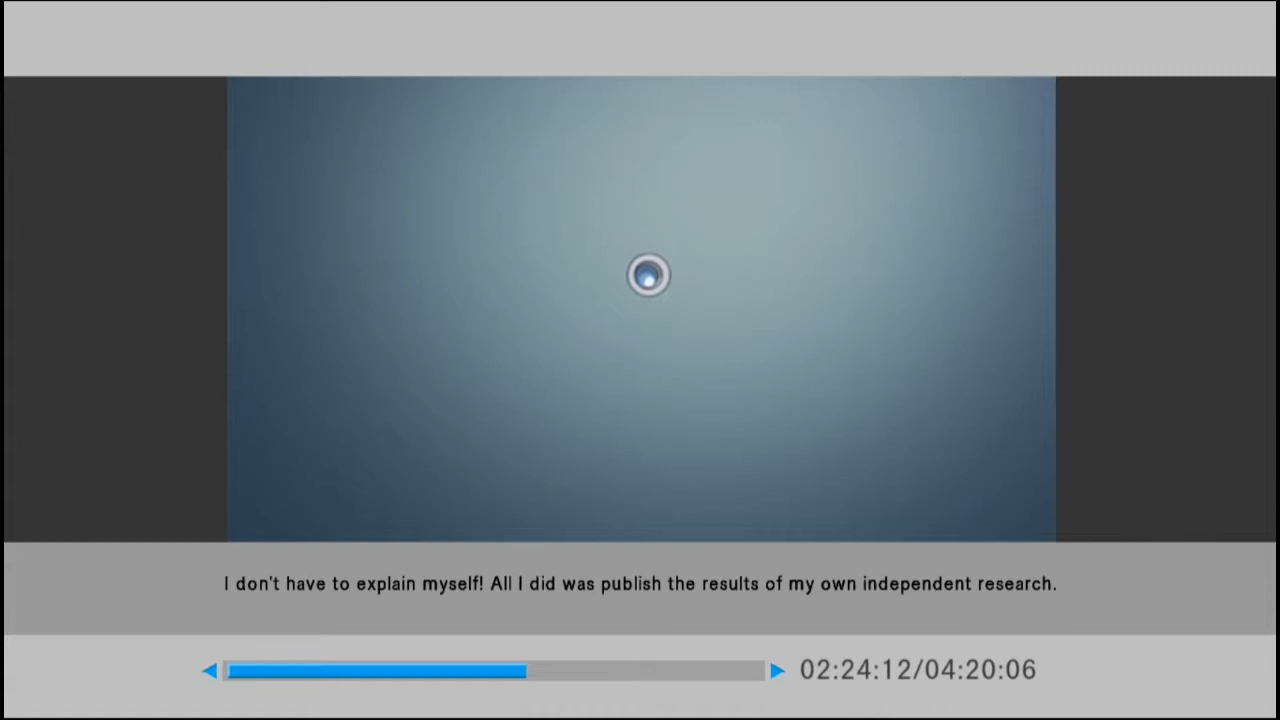 I don't have to explain myself! All I did was publish the results of my own independent research.
02:24:12/04:20:06